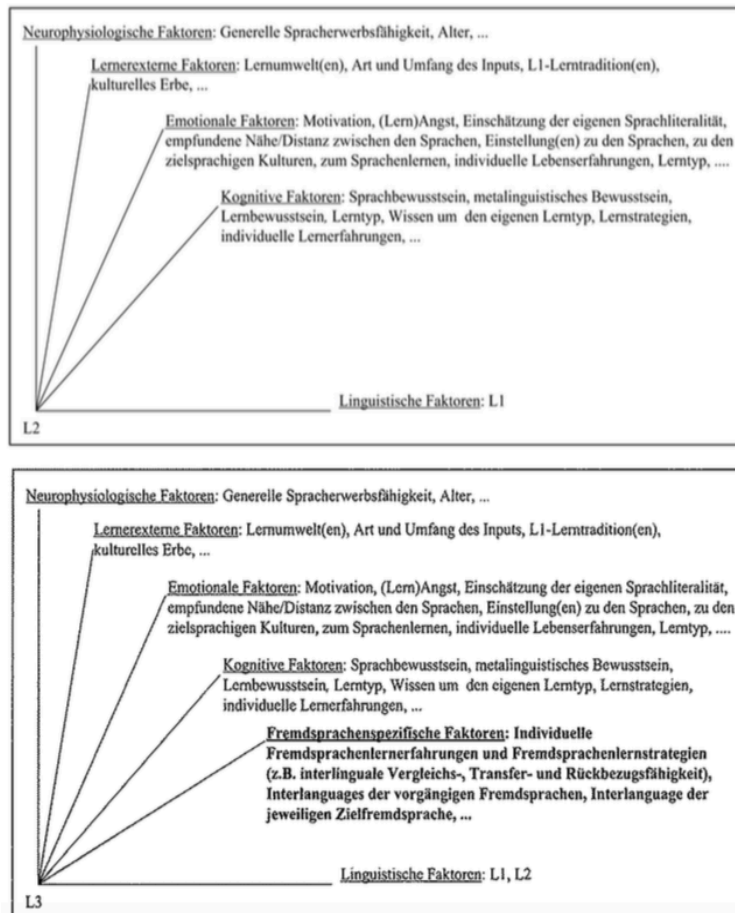 Neurophysiologische Faktoren: Generelle Spracherwerbsfähigkeit, Alter, ...
Lernerexterne Faktoren: Lernumwelt(en), Art und Umfang des Inputs, L1-Lerntradition(en),
kulturelles Erbe, ...
Emotionale Faktoren: Motivation, (Lern)Angst, Einschätzung der eigenen Sprachliteralität,
empfundene Nähe/Distanz zwischen den Sprachen, Einstellung(en) zu den Sprachen, zu den
zielsprachigen Kulturen, zum Sprachenlernen, individuelle Lebenserfahrungen, Lerntyp, ....
Kognitive Faktoren: Sprachbewusstsein, metalinguistisches Bewusstsein,
Lernbewusstsein, Lerntyp, Wissen um den eigenen Lerntyp, Lernstrategien,
individuelle Lernerfahrungen, ...
Linguistische Faktoren: L1
L2
Neurophysiologische Faktoren: Generelle Spracherwerbsfähigkeit, Alter, ...
Lernerexterne Faktoren: Lernumwelt(en), Art und Umfang des Inputs, L1-Lerntradition(en),
kulturelles Erbe, ...
Emotionale Faktoren: Motivation, (Lern)Angst, Einschätzung der eigenen Sprachliteralität,
empfundene Nähe/Distanz zwischen den Sprachen, Einstellung(en) zu den Sprachen, zu den
zielsprachigen Kulturen, zum Sprachenlernen, individuelle Lebenserfahrungen, Lerntyp, ....
Kognitive Faktoren: Sprachbewusstsein, metalinguistisches Bewusstsein,
Lernbewusstsein, Lerntyp, Wissen um den eigenen Lerntyp, Lernstrategien,
individuelle Lernerfahrungen, ...
Fremdsprachenspezifische Faktoren: Individuelle
Fremdsprachenlernerfahrungen und Fremdsprachenlernstrategien
(z.B. interlinguale Vergleichs-, Transfer- und Rückbezugsfähigkeit),
Interlanguages der vorgängigen Fremdsprachen, Interlanguage der
jeweiligen Zielfremdsprache, ...
Linguistische Faktoren: L1, L2
L3